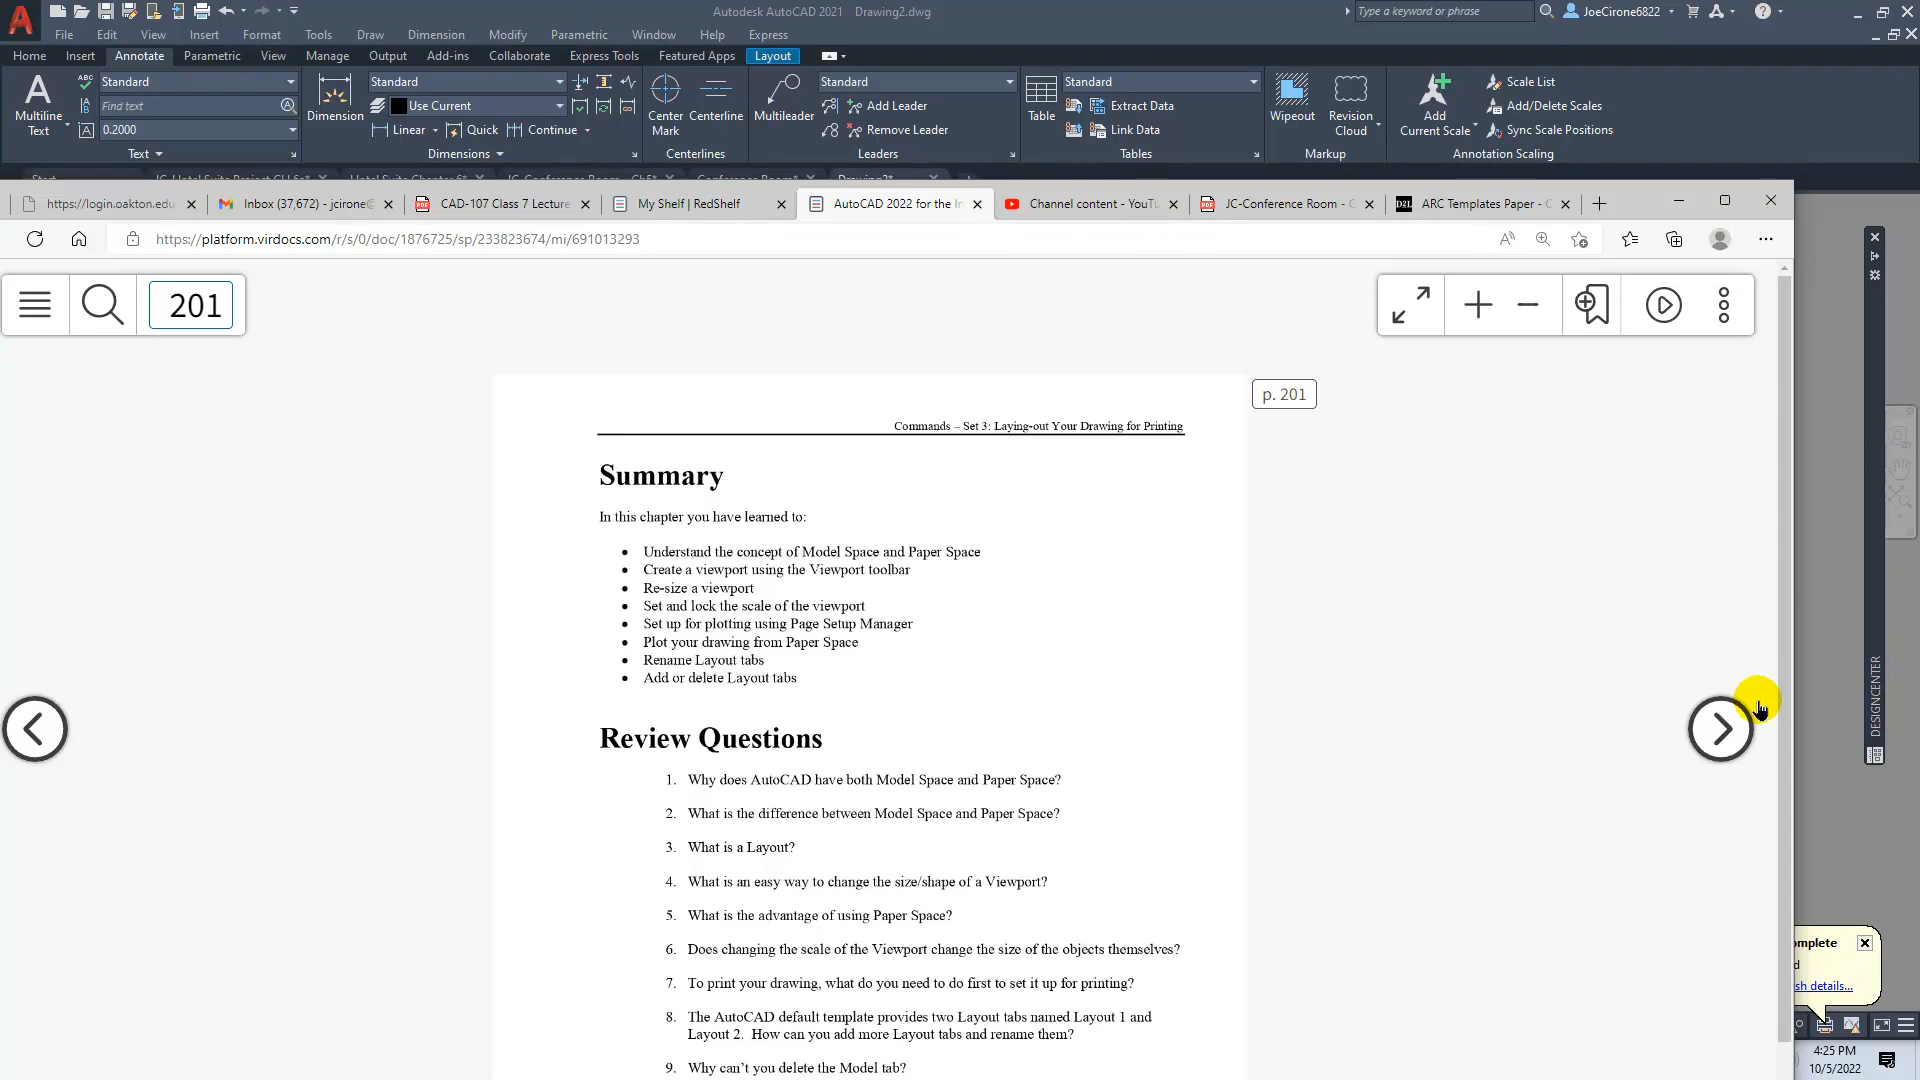 Autodesk AutoCAD 2021 Drawing2.dwg
Type a keyword or phrase
JoeCirone6822
File Edit View Insert Format Tools Draw Dimension Modify Parametric Window Help Express
Home Insert Annotate Parametric View Manage Output Add-ins Collaborate Express Tools Featured Apps Layout
Multiline
Text
ABC
Standard
Find text
0.2000
Text
Dimension
Standard
Use Current
Linear Quick Continue
Dimensions
Center
Mark
Centerline
Centerlines
Multileader
Standard
Add Leader
Remove Leader
Leaders
Table
Standard
Extract Data
Link Data
Tables
Wipeout
Revision
Cloud
Markup
Add
Current Scale
Scale List
Add/Delete Scales
Sync Scale Positions
Annotation Scaling
https://login.oakton.edu
Inbox (37,672) - jcirone@
PDF CAD-107 Class 7 Lecture
My Shelf | RedShelf
AutoCAD 2022 for the In
Channel content - YouTu
PDF JC-Conference Room - C
D2L ARC Templates Paper - C
https://platform.virdocs.com/r/s/0/doc/1876725/sp/233823674/mi/691013293
201
p. 201
Commands – Set 3: Laying-out Your Drawing for Printing
Summary
In this chapter you have learned to:
• Understand the concept of Model Space and Paper Space
• Create a viewport using the Viewport toolbar
• Re-size a viewport
• Set and lock the scale of the viewport
• Set up for plotting using Page Setup Manager
• Plot your drawing from Paper Space
• Rename Layout tabs
• Add or delete Layout tabs
Review Questions
1. Why does AutoCAD have both Model Space and Paper Space?
2. What is the difference between Model Space and Paper Space?
3. What is a Layout?
4. What is an easy way to change the size/shape of a Viewport?
5. What is the advantage of using Paper Space?
6. Does changing the scale of the Viewport change the size of the objects themselves?
7. To print your drawing, what do you need to do first to set it up for printing?
8. The AutoCAD default template provides two Layout tabs named Layout 1 and
Layout 2. How can you add more Layout tabs and rename them?
9. Why can't you delete the Model tab?
DESIGNCENTER
omplete
d
sh details...
4:25 PM
10/5/2022